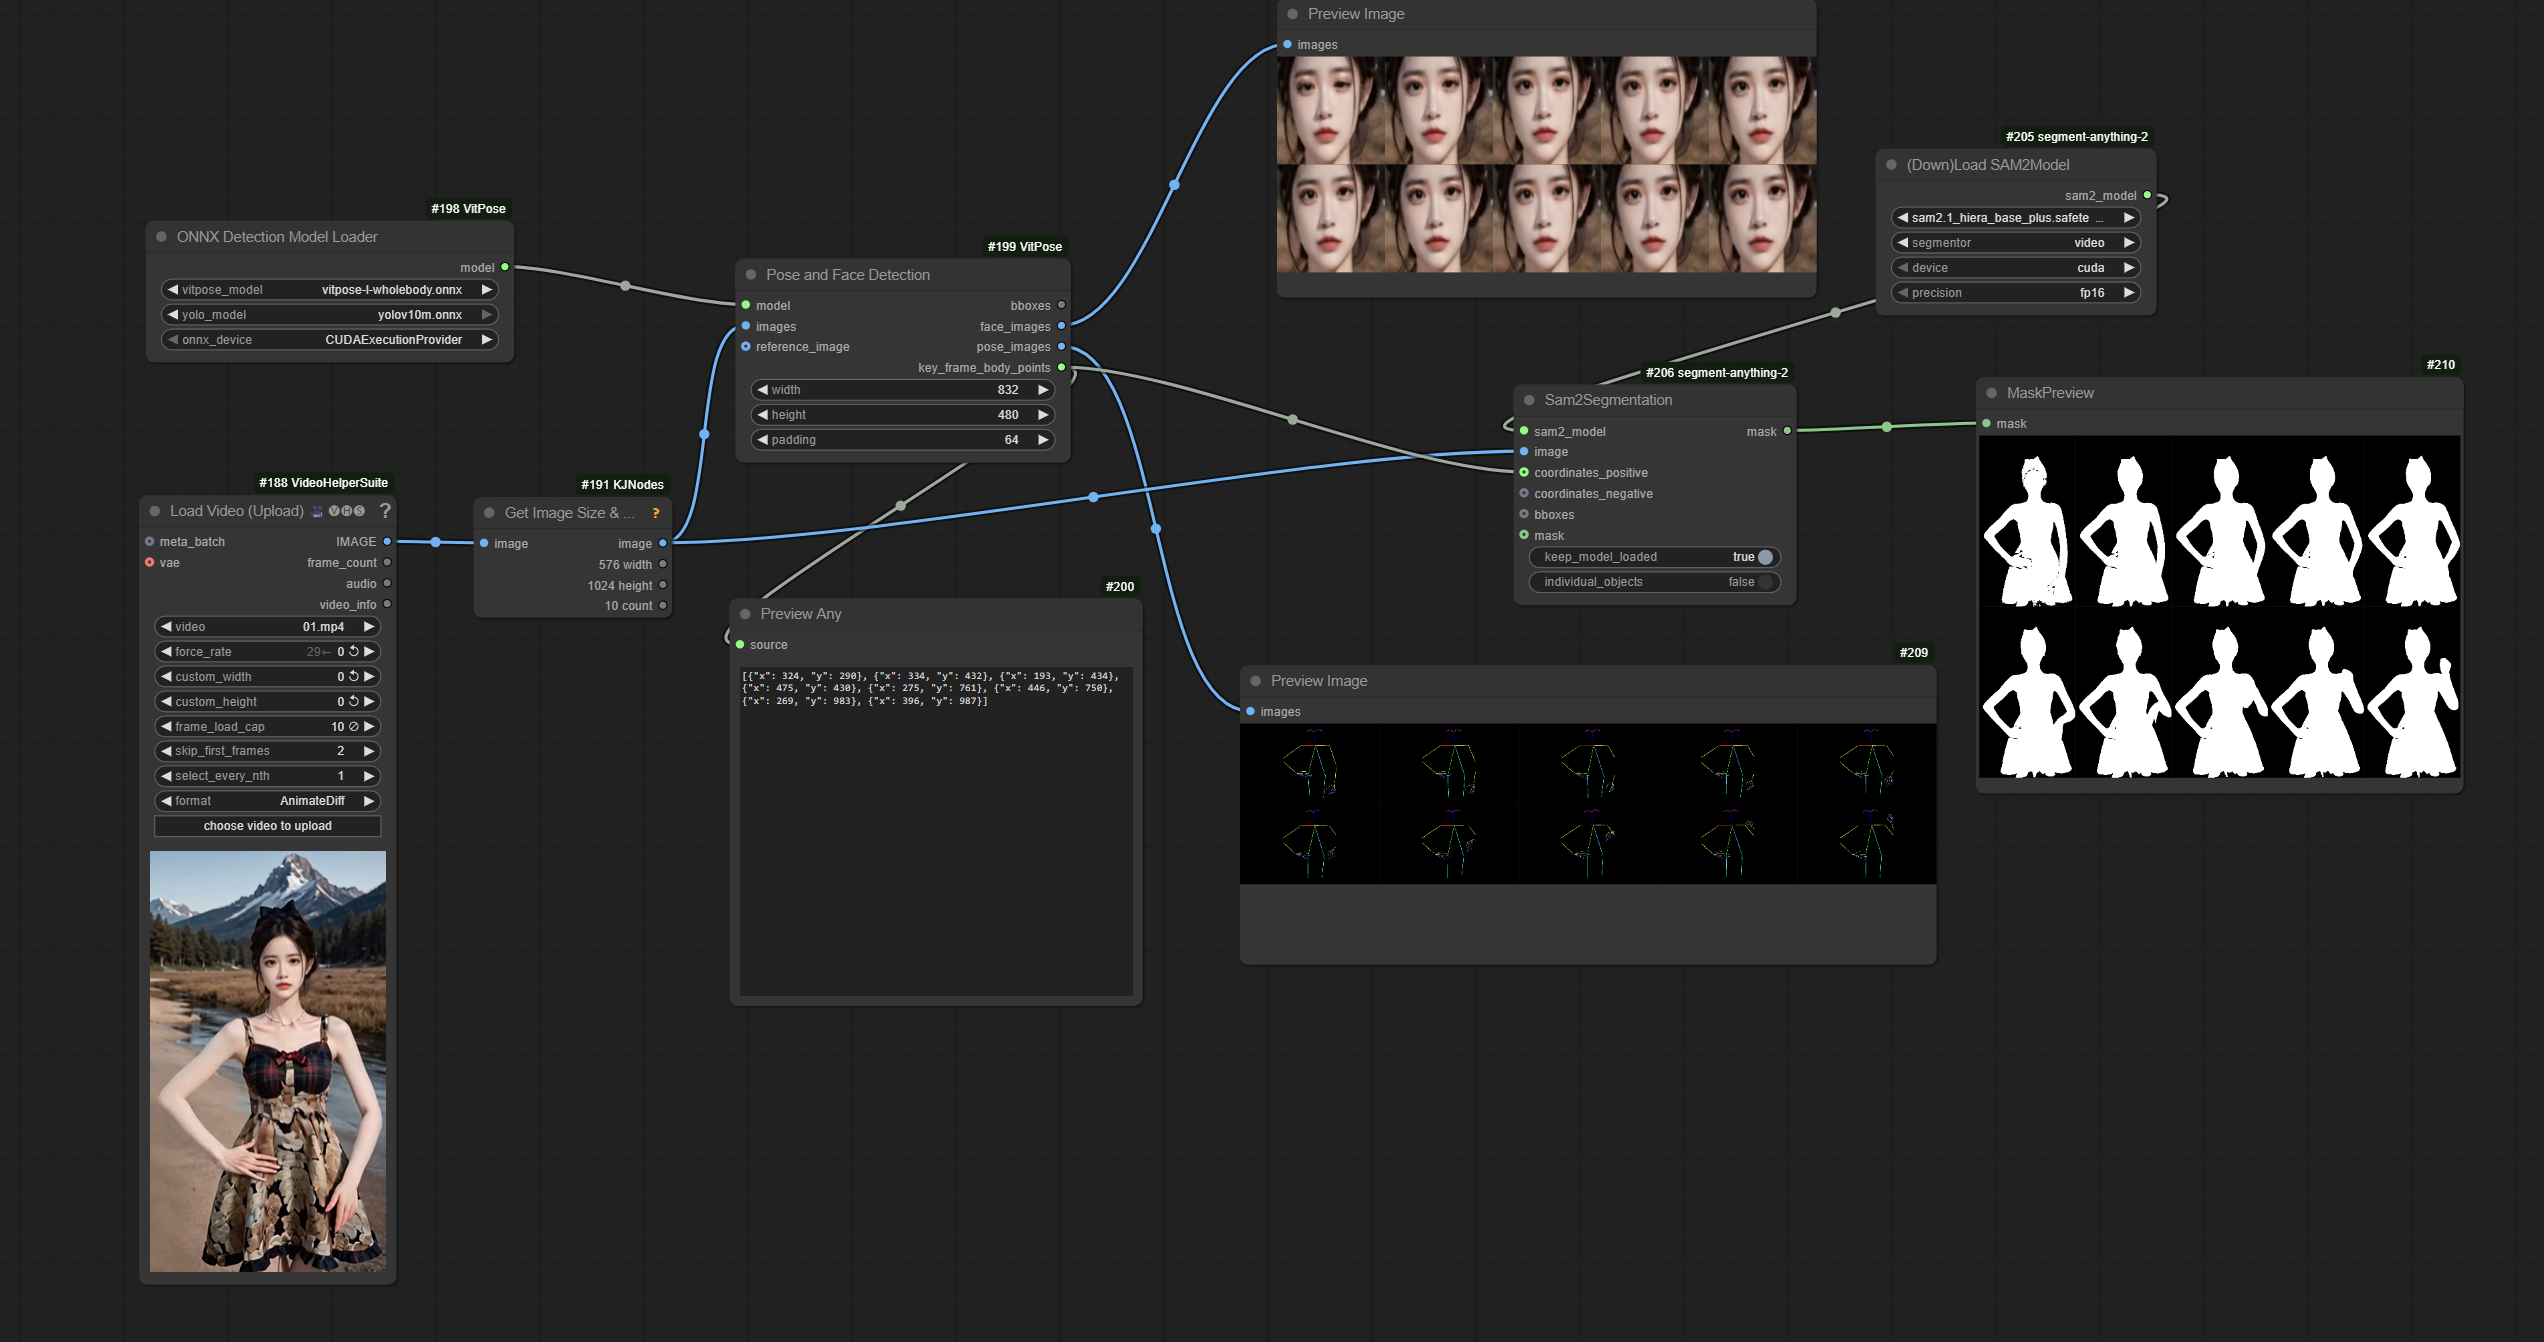 Preview Image
images
#205 segment-anything-2
(Down)Load SAM2Model
sam2_model
sam2.1_hiera_base_plus.safete ...
segmentor video
device cuda
precision fp16
#198 VitPose
ONNX Detection Model Loader
model
vitpose_model vitpose-l-wholebody.onnx
yolo_model yolov10m.onnx
onnx_device CUDAExecutionProvider
#199 VitPose
Pose and Face Detection
model bboxes
images face_images
reference_image pose_images
key_frame_body_points
width 832
height 480
padding 64
#206 segment-anything-2
Sam2Segmentation
sam2_model mask
image
coordinates_positive
coordinates_negative
bboxes
mask
keep_model_loaded true
individual_objects false
#210
MaskPreview
mask
#188 VideoHelperSuite
Load Video (Upload) VHS ?
meta_batch IMAGE
vae frame_count
audio
video_info
video 01.mp4
force_rate 29← 0
custom_width 0
custom_height 0
frame_load_cap 10
skip_first_frames 2
select_every_nth 1
format AnimateDiff
choose video to upload
#191 KJNodes
Get Image Size & ... ?
image image
576 width
1024 height
10 count
#200
Preview Any
source
[{"x": 324, "y": 290}, {"x": 334, "y": 432}, {"x": 193, "y": 434},
{"x": 475, "y": 430}, {"x": 275, "y": 761}, {"x": 446, "y": 750},
{"x": 269, "y": 983}, {"x": 396, "y": 987}]
#209
Preview Image
images